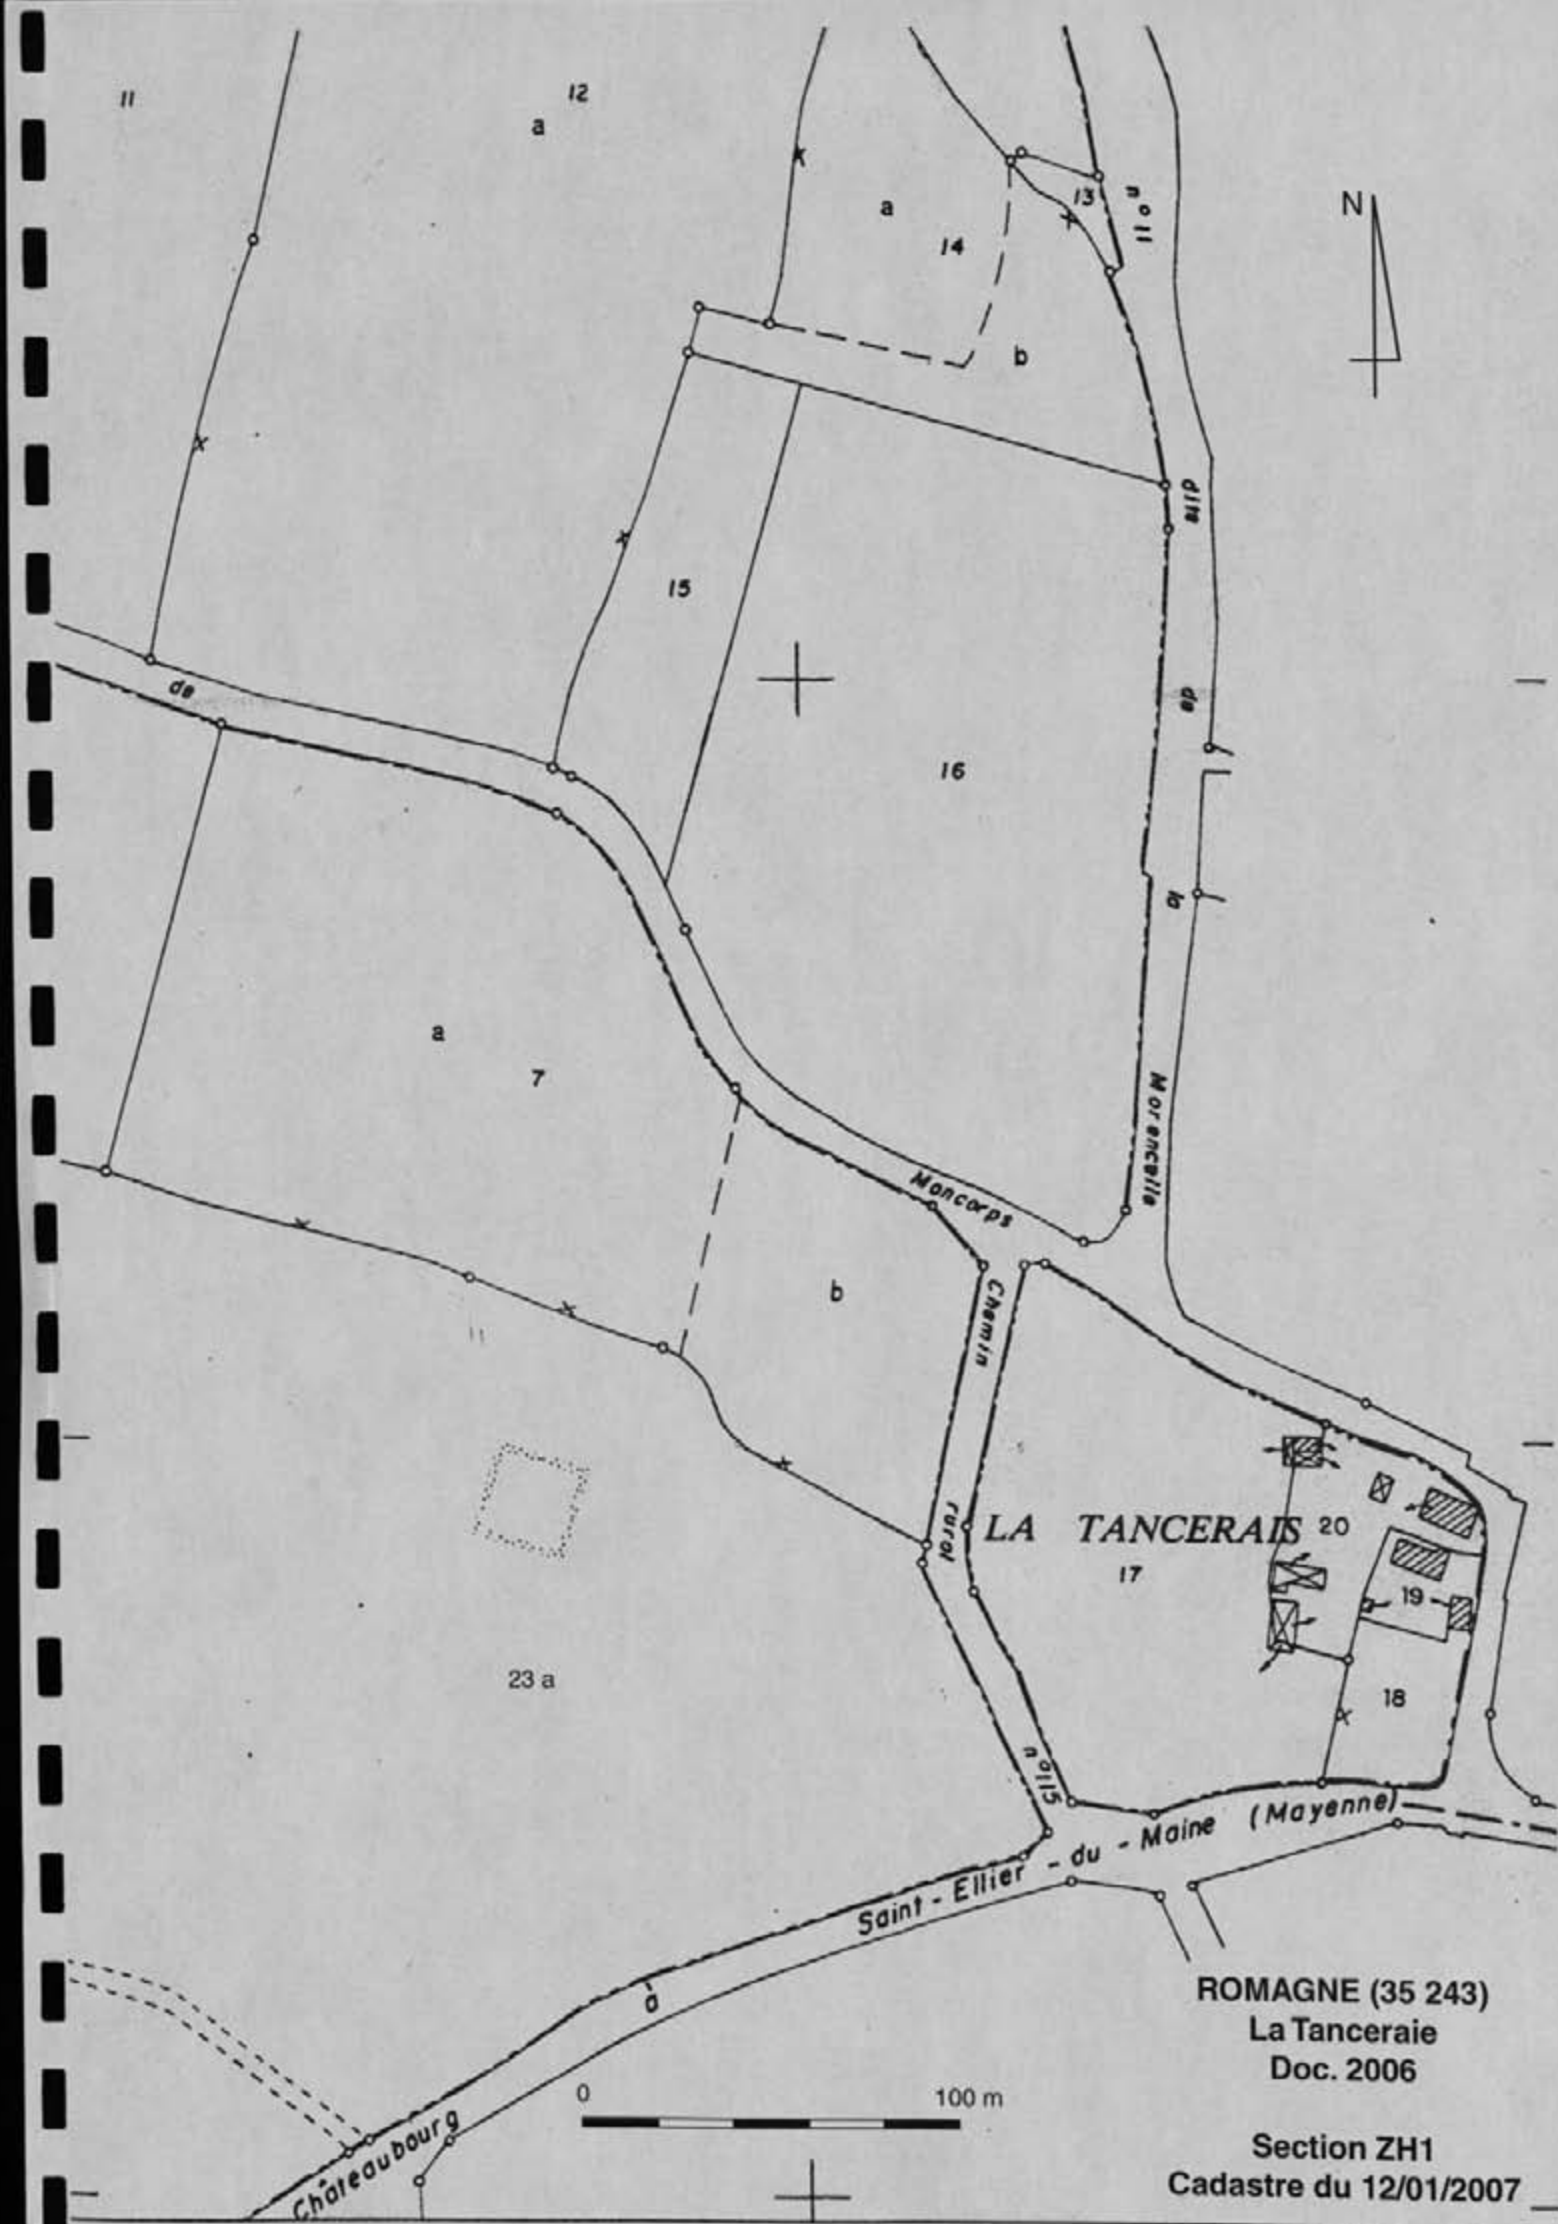 11
12
a
13
n° 11
a
14
N
b
dite
15
de
de
16
la
a
7
Morencelle
Moncorps
b
Chemin
rural
LA TANCERAIS
20
17
19
23 a
18
n° 115
Saint-Ellier-du-Maine (Mayenne)
à
Châteaubourg
0 100 m
ROMAGNE (35 243)
La Tanceraie
Doc. 2006
Section ZH1
Cadastre du 12/01/2007